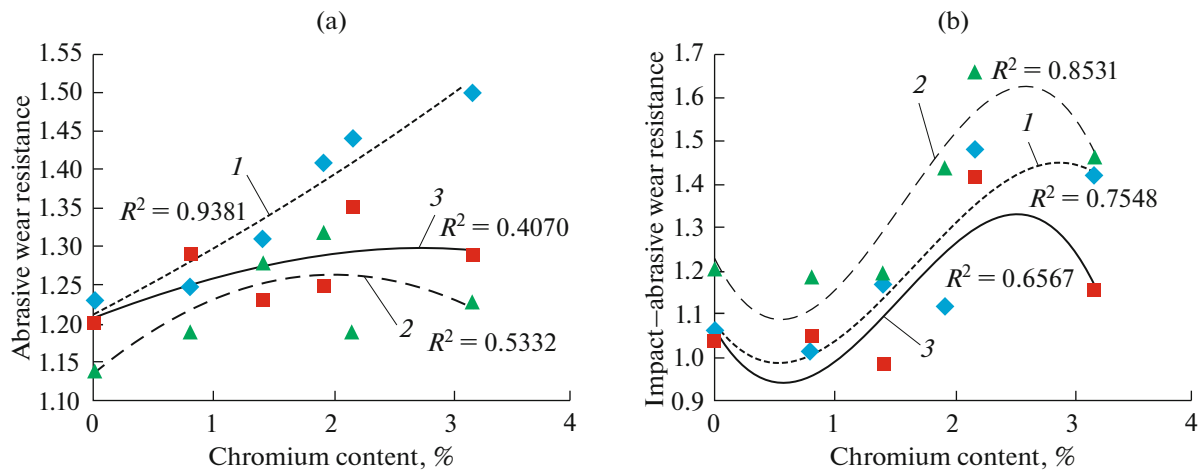 (a)
Abrasive wear resistance
1.55
1.50
1.45
1.40
1.35
1.30
1.25
1.20
1.15
1.10
0
1
2
3
4
Chromium content, %
1
R² = 0.9381
3
R² = 0.4070
2
R² = 0.5332
(b)
Impact–abrasive wear resistance
1.7
1.6
1.5
1.4
1.3
1.2
1.1
1.0
0.9
0
1
2
3
4
Chromium content, %
2
R² = 0.8531
1
R² = 0.7548
R² = 0.6567
3